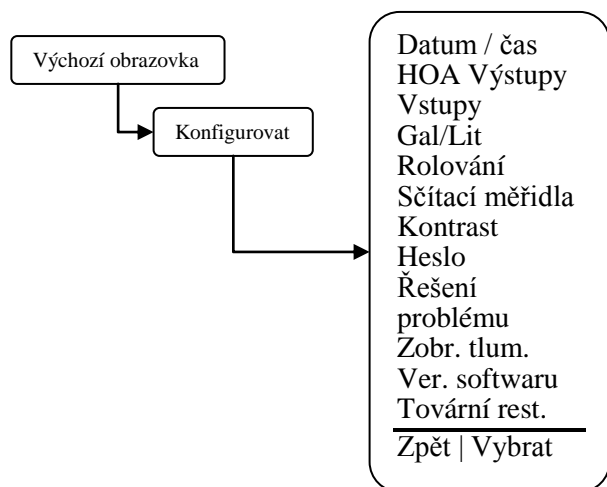 Výchozí obrazovka
Konfigurovat
Datum / čas
HOA Výstupy
Vstupy
Gal/Lit
Rolování
Sčítací měřidla
Kontrast
Heslo
Řešení
problému
Zobr. tlum.
Ver. softwaru
Tovární rest.
Zpět | Vybrat